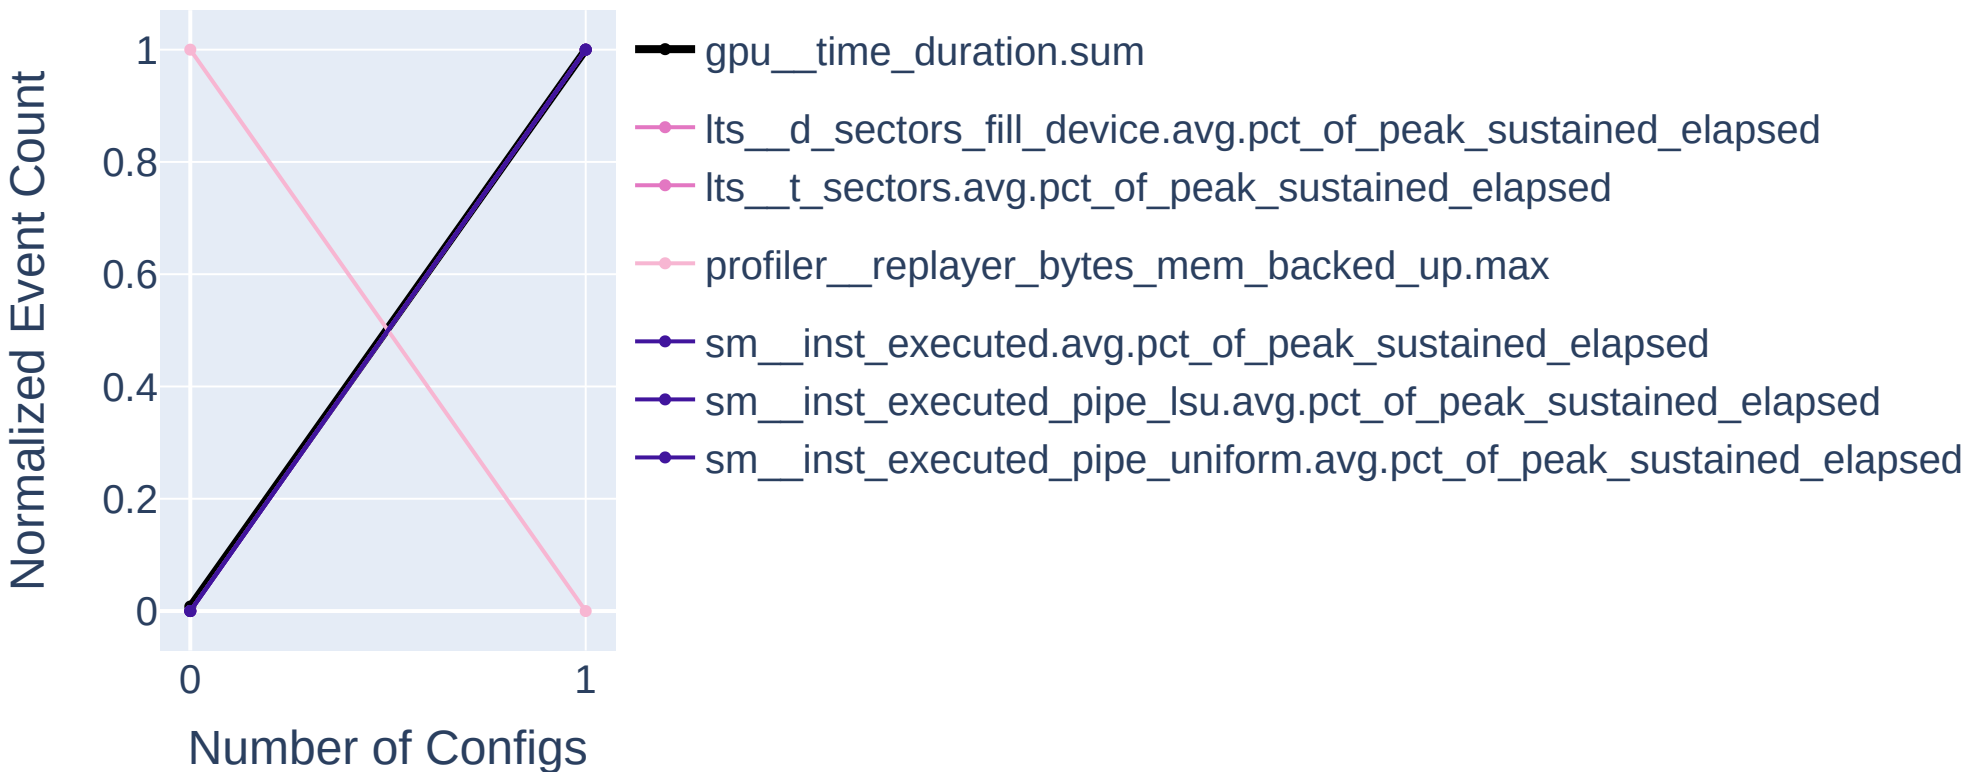 Normalized Event Count
1
0.8
0.6
0.4
0.2
0
0
1
Number of Configs
gpu__time_duration.sum
lts__d_sectors_fill_device.avg.pct_of_peak_sustained_elapsed
lts__t_sectors.avg.pct_of_peak_sustained_elapsed
profiler__replayer_bytes_mem_backed_up.max
sm__inst_executed.avg.pct_of_peak_sustained_elapsed
sm__inst_executed_pipe_lsu.avg.pct_of_peak_sustained_elapsed
sm__inst_executed_pipe_uniform.avg.pct_of_peak_sustained_elapsed